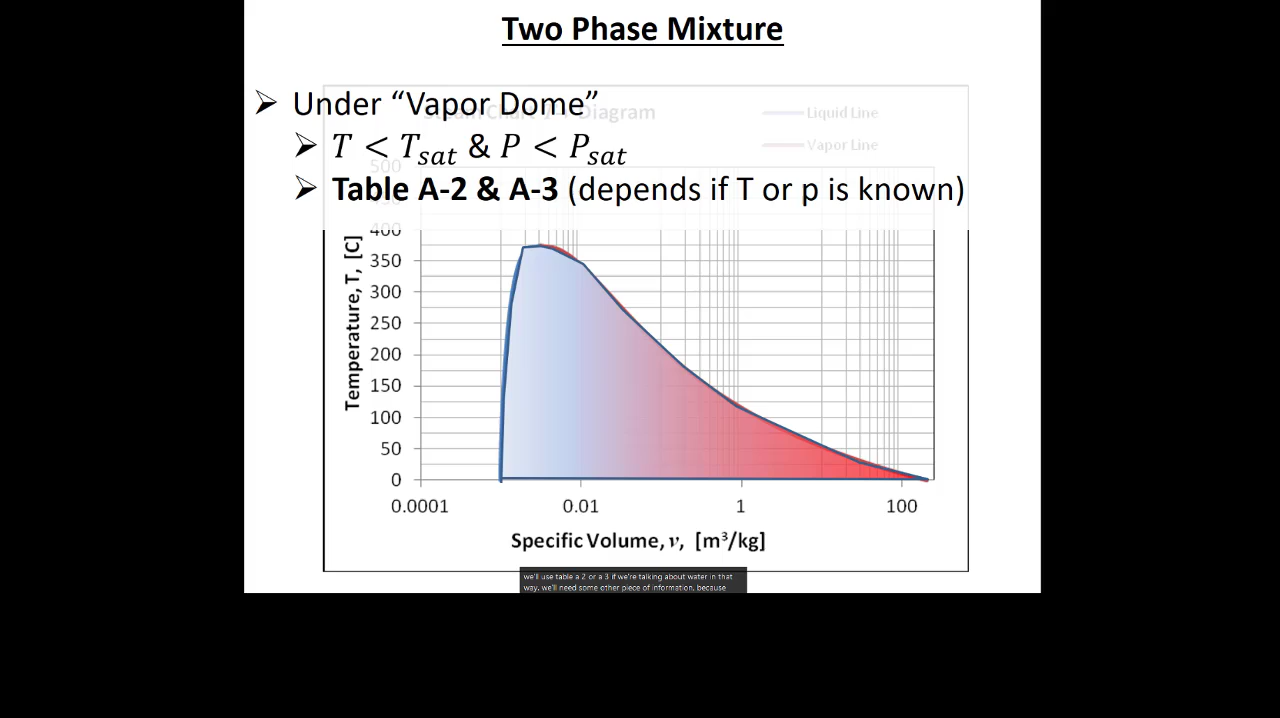 Two Phase Mixture
➢ Under “Vapor Dome”
Diagram
Liquid Line
➢ T < Tsat & P < Psat
Vapor Line
500
➢ Table A-2 & A-3 (depends if T or p is known)
400
350
300
250
200
150
100
50
0
Temperature, T, [C]
0.0001 0.01 1 100
Specific Volume, v, [m³/kg]
we'll use table a 2 or a 3 if we're talking about water in that
way. we'll need some other piece of information, because